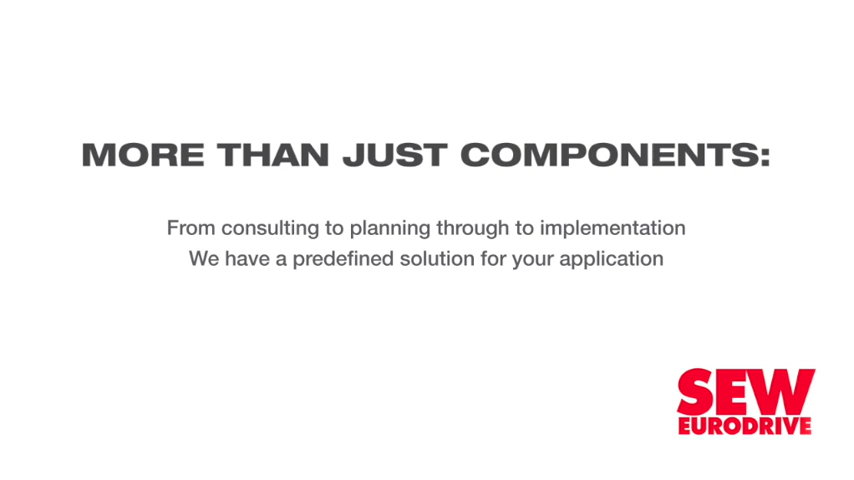 MORE THAN JUST COMPONENTS:
From consulting to planning through to implementation
We have a predefined solution for your application
SEW
EURODRIVE